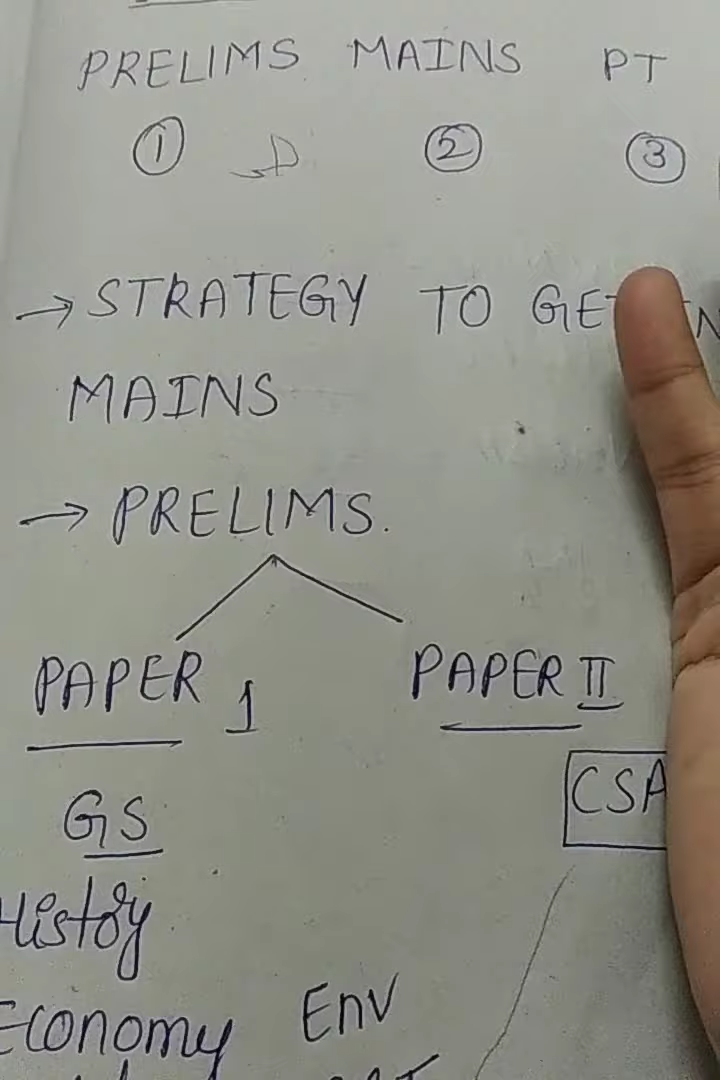 PRELIMS MAINS PT
① ② ③
→ STRATEGY TO GET
MAINS
→ PRELIMS.
PAPER 1 PAPER II
GS CSA
History
Economy Env